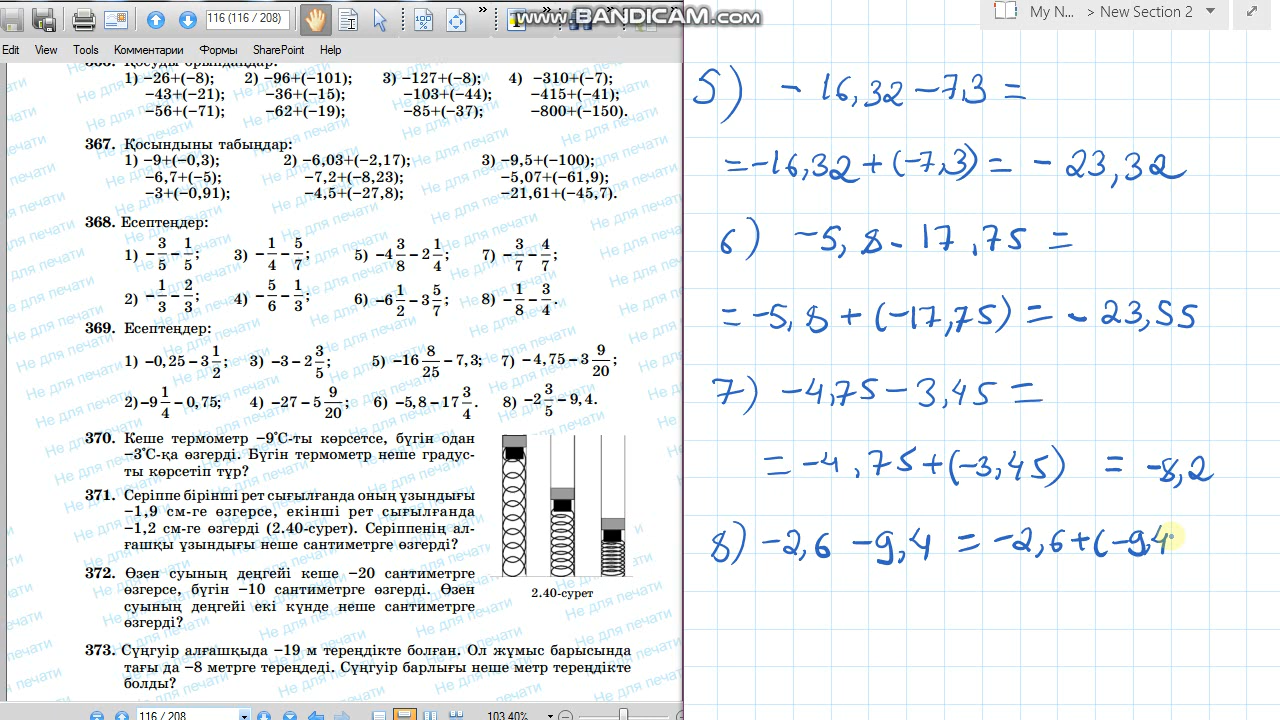 116 (116 / 208)
www.BANDICAM.com
My N... > New Section 2
Edit View Tools Комментарии Формы SharePoint Help
366. Қосуды орындаңдар:
1) −26+(−8); 2) −96+(−101); 3) −127+(−8); 4) −310+(−7);
−43+(−21); −36+(−15); −103+(−44); −415+(−41);
−56+(−71); −62+(−19); −85+(−37); −800+(−150).
367. Қосындыны табыңдар:
1) −9+(−0,3); 2) −6,03+(−2,17); 3) −9,5+(−100);
−6,7+(−5); −7,2+(−8,23); −5,07+(−61,9);
−3+(−0,91); −4,5+(−27,8); −21,61+(−45,7).
368. Есептеңдер:
1) −3/5 − 1/5; 3) −1/4 − 5/7; 5) −4 3/8 − 2 1/4; 7) −3/7 − 4/7;
2) −1/3 − 2/3; 4) −5/6 − 1/3; 6) −6 1/2 − 3 5/7; 8) −1/8 − 3/4.
369. Есептеңдер:
1) −0,25 − 3 1/2; 3) −3 − 2 3/5; 5) −16 8/25 − 7,3; 7) −4,75 − 3 9/20;
2) −9 1/4 − 0,75; 4) −27 − 5 9/20; 6) −5,8 − 17 3/4. 8) −2 3/5 − 9,4.
370. Кеше термометр −9°С-ты көрсетсе, бүгін одан
−3°С-қа өзгерді. Бүгін термометр неше градус-
ты көрсетіп тұр?
371. Серіппе бірінші рет сығылғанда оның ұзындығы
−1,9 см-ге өзгерсе, екінші рет сығылғанда
−1,2 см-ге өзгерді (2.40-сурет). Серіппенің ал-
ғашқы ұзындығы неше сантиметрге өзгерді?
372. Өзен суының деңгейі кеше −20 сантиметрге
өзгерсе, бүгін −10 сантиметрге өзгерді. Өзен
суының деңгейі екі күнде неше сантиметрге
өзгерді?
2.40-сурет
373. Сүңгуір алғашқыда −19 м тереңдікте болған. Ол жұмыс барысында
тағы да −8 метрге тереңдеді. Сүңгуір барлығы неше метр тереңдікте
болды?
Не для печати
116 / 208 103,40%
5) −16,32 − 7,3 =
= −16,32 + (−7,3) = −23,32
6) −5,8 − 17,75 =
= −5,8 + (−17,75) = −23,55
7) −4,75 − 3,45 =
= −4,75 + (−3,45) = −8,2
8) −2,6 − 9,4 = −2,6 + (−9,4